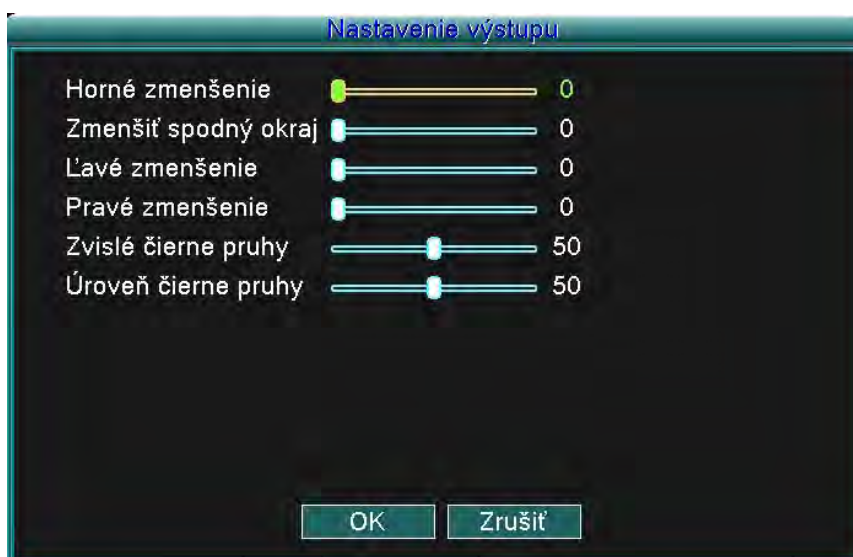 Nastavenie výstupu
Horné zmenšenie 0
Zmenšiť spodný okraj 0
Ľavé zmenšenie 0
Pravé zmenšenie 0
Zvislé čierne pruhy 50
Úroveň čierne pruhy 50
OK Zrušiť